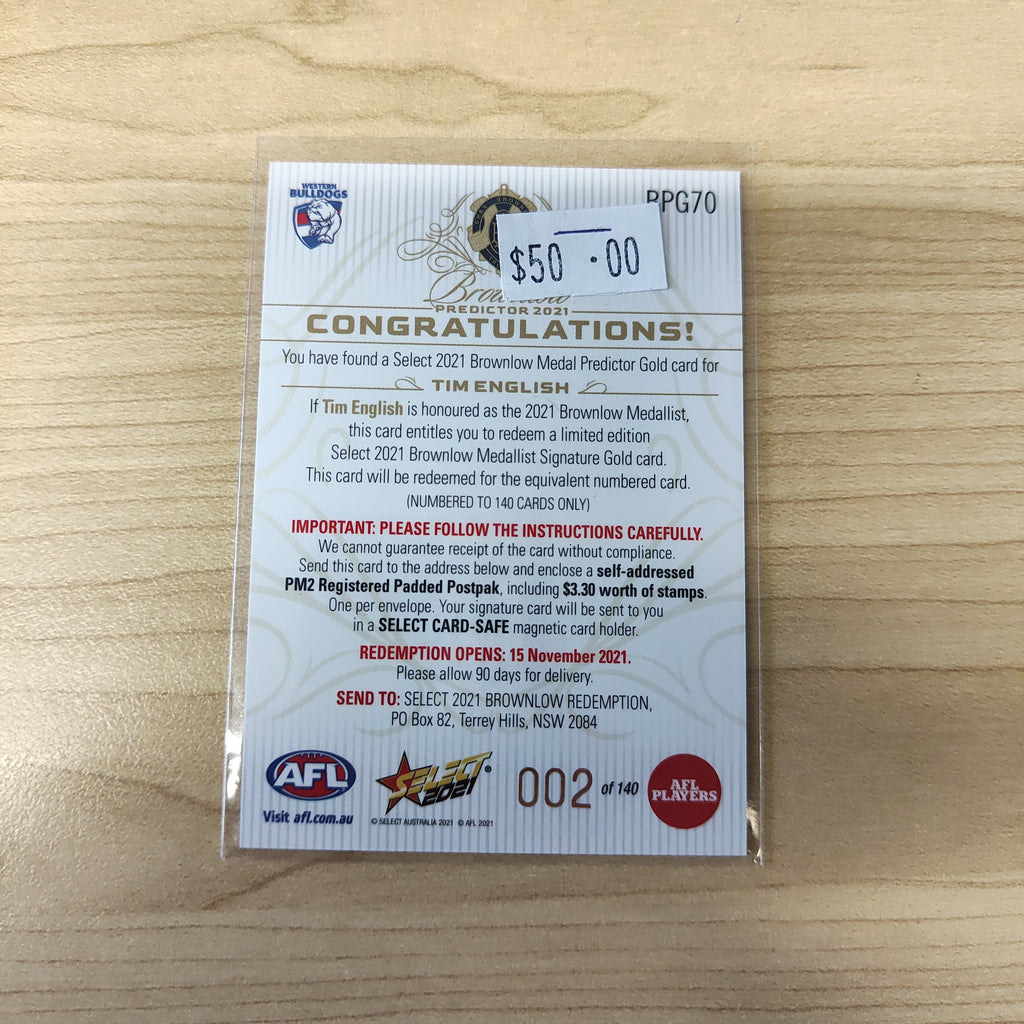 WESTERN
BULLDOGS
PPG70
$50 .00
PREDICTOR 2021
CONGRATULATIONS!
You have found a Select 2021 Brownlow Medal Predictor Gold card for
TIM ENGLISH
If Tim English is honoured as the 2021 Brownlow Medallist,
this card entitles you to redeem a limited edition
Select 2021 Brownlow Medallist Signature Gold card.
This card will be redeemed for the equivalent numbered card.
(NUMBERED TO 140 CARDS ONLY)
IMPORTANT: PLEASE FOLLOW THE INSTRUCTIONS CAREFULLY.
We cannot guarantee receipt of the card without compliance.
Send this card to the address below and enclose a self-addressed
PM2 Registered Padded Postpak, including $3.30 worth of stamps.
One per envelope. Your signature card will be sent to you
in a SELECT CARD-SAFE magnetic card holder.
REDEMPTION OPENS: 15 November 2021.
Please allow 90 days for delivery.
SEND TO: SELECT 2021 BROWNLOW REDEMPTION,
PO Box 82, Terrey Hills, NSW 2084
AFL
Visit afl.com.au
SELECT®
2021
© SELECT AUSTRALIA 2021 © AFL 2021
002 of 140
AFL
PLAYERS